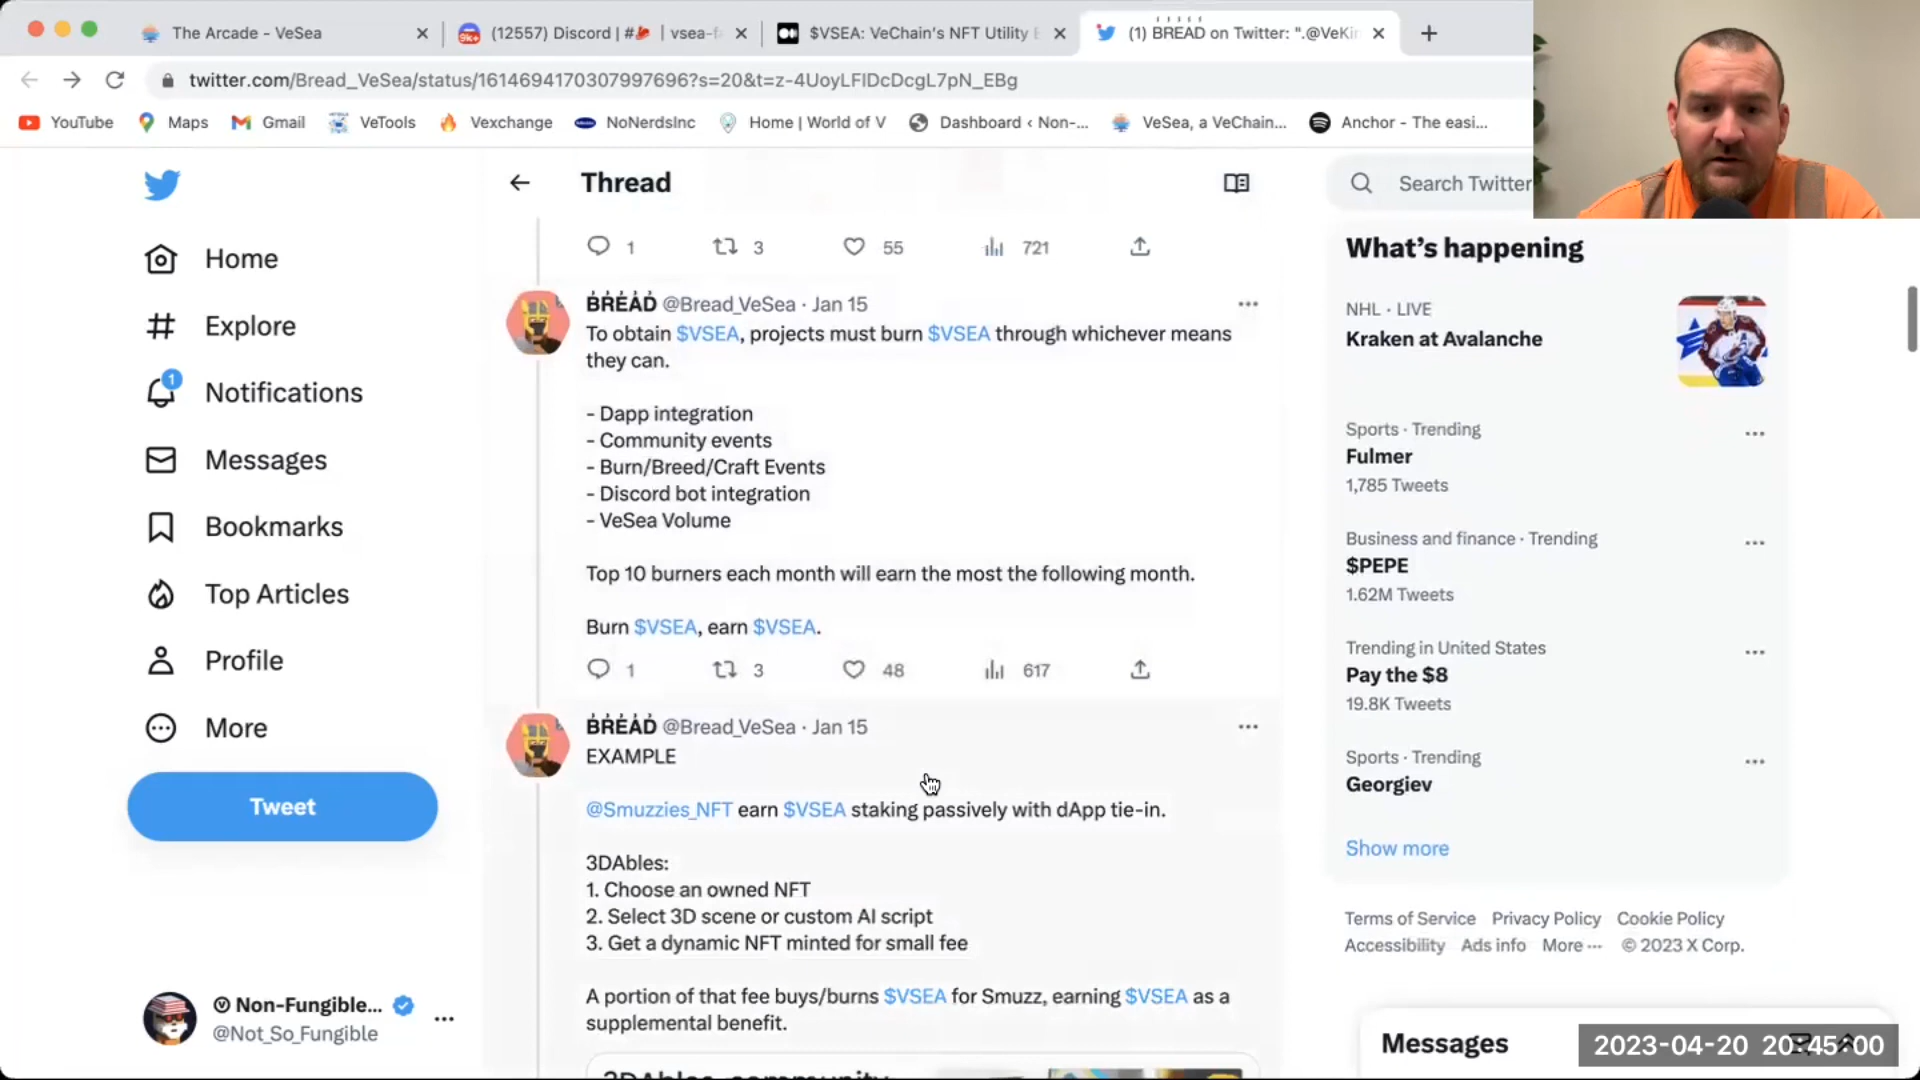 The Arcade - VeSea
(12557) Discord | # | vsea-f
$VSEA: VeChain's NFT Utility E
(1) BREAD on Twitter: ".@VeKin
twitter.com/Bread_VeSea/status/1614694170307997696?s=20&t=z-4UoyLFIDcDcgL7pN_EBg
YouTube
Maps
Gmail
VeTools
Vexchange
NoNerdsInc
Home | World of V
Dashboard ‹ Non-...
VeSea, a VeChain...
Anchor - The easi...
Thread
Search Twitter
Home
Explore
1
Notifications
Messages
Bookmarks
Top Articles
Profile
More
Tweet
Non-Fungible...
@Not_So_Fungible
1 3 55 721
BREAD @Bread_VeSea · Jan 15
To obtain $VSEA, projects must burn $VSEA through whichever means
they can.
- Dapp integration
- Community events
- Burn/Breed/Craft Events
- Discord bot integration
- VeSea Volume
Top 10 burners each month will earn the most the following month.
Burn $VSEA, earn $VSEA.
1 3 48 617
BREAD @Bread_VeSea · Jan 15
EXAMPLE
@Smuzzies_NFT earn $VSEA staking passively with dApp tie-in.
3DAbles:
1. Choose an owned NFT
2. Select 3D scene or custom AI script
3. Get a dynamic NFT minted for small fee
A portion of that fee buys/burns $VSEA for Smuzz, earning $VSEA as a
supplemental benefit.
What's happening
NHL · LIVE
Kraken at Avalanche
Sports · Trending
Fulmer
1,785 Tweets
Business and finance · Trending
$PEPE
1.62M Tweets
Trending in United States
Pay the $8
19.8K Tweets
Sports · Trending
Georgiev
Show more
Terms of Service Privacy Policy Cookie Policy
Accessibility Ads info More ··· © 2023 X Corp.
Messages
2023-04-20 20:45:00